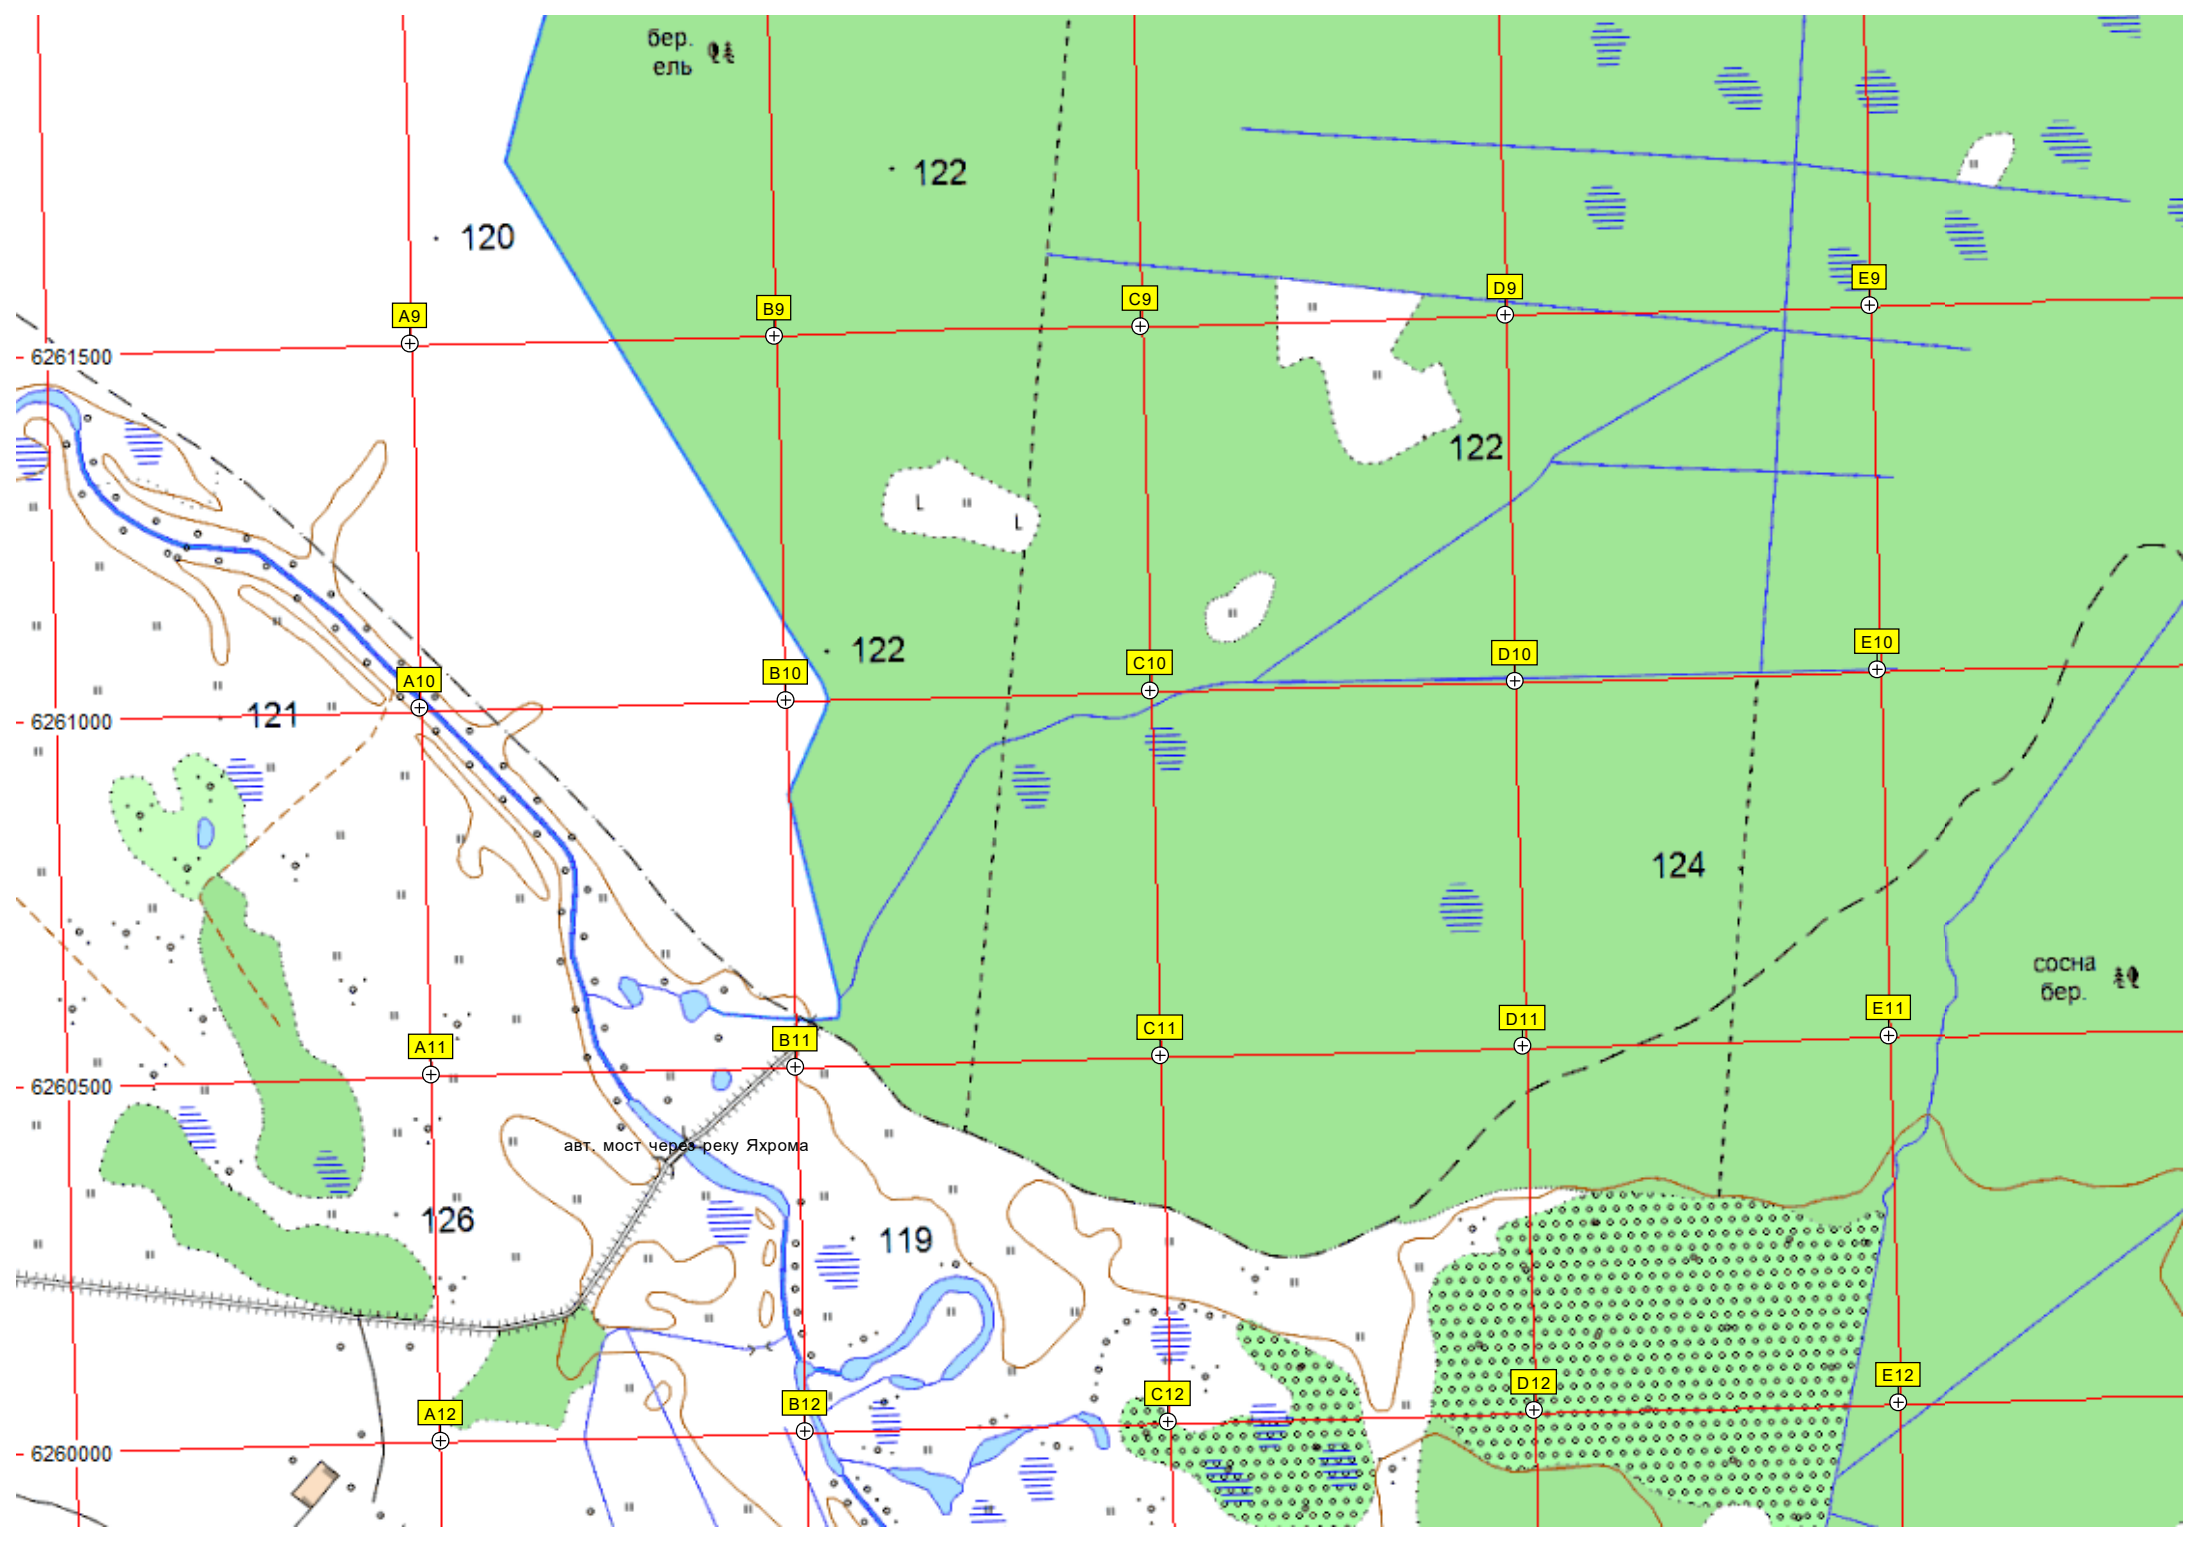 бер.
ель
122
120
E9
D9
C9
B9
A9
6261500
122
E10
D10
C10
B10
A10
122
121
6261000
124
сосна
бер.
E11
D11
C11
B11
A11
6260500
авт. мост через реку Яхрома
126
119
E12
D12
C12
B12
A12
6260000